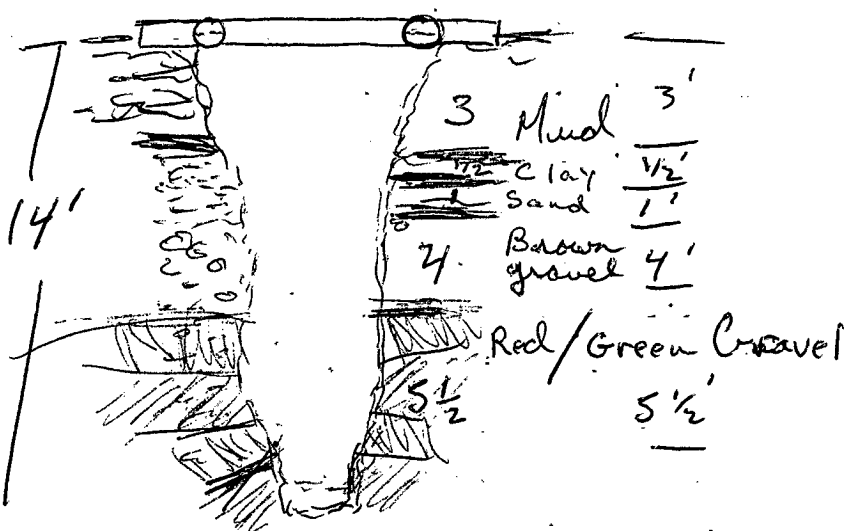 3 Mud 3'
1/2 Clay 1/2'
1 Sand 1'
14'
4. Brown gravel 4'
Red/Green Gravel
5 1/2 5 1/2'